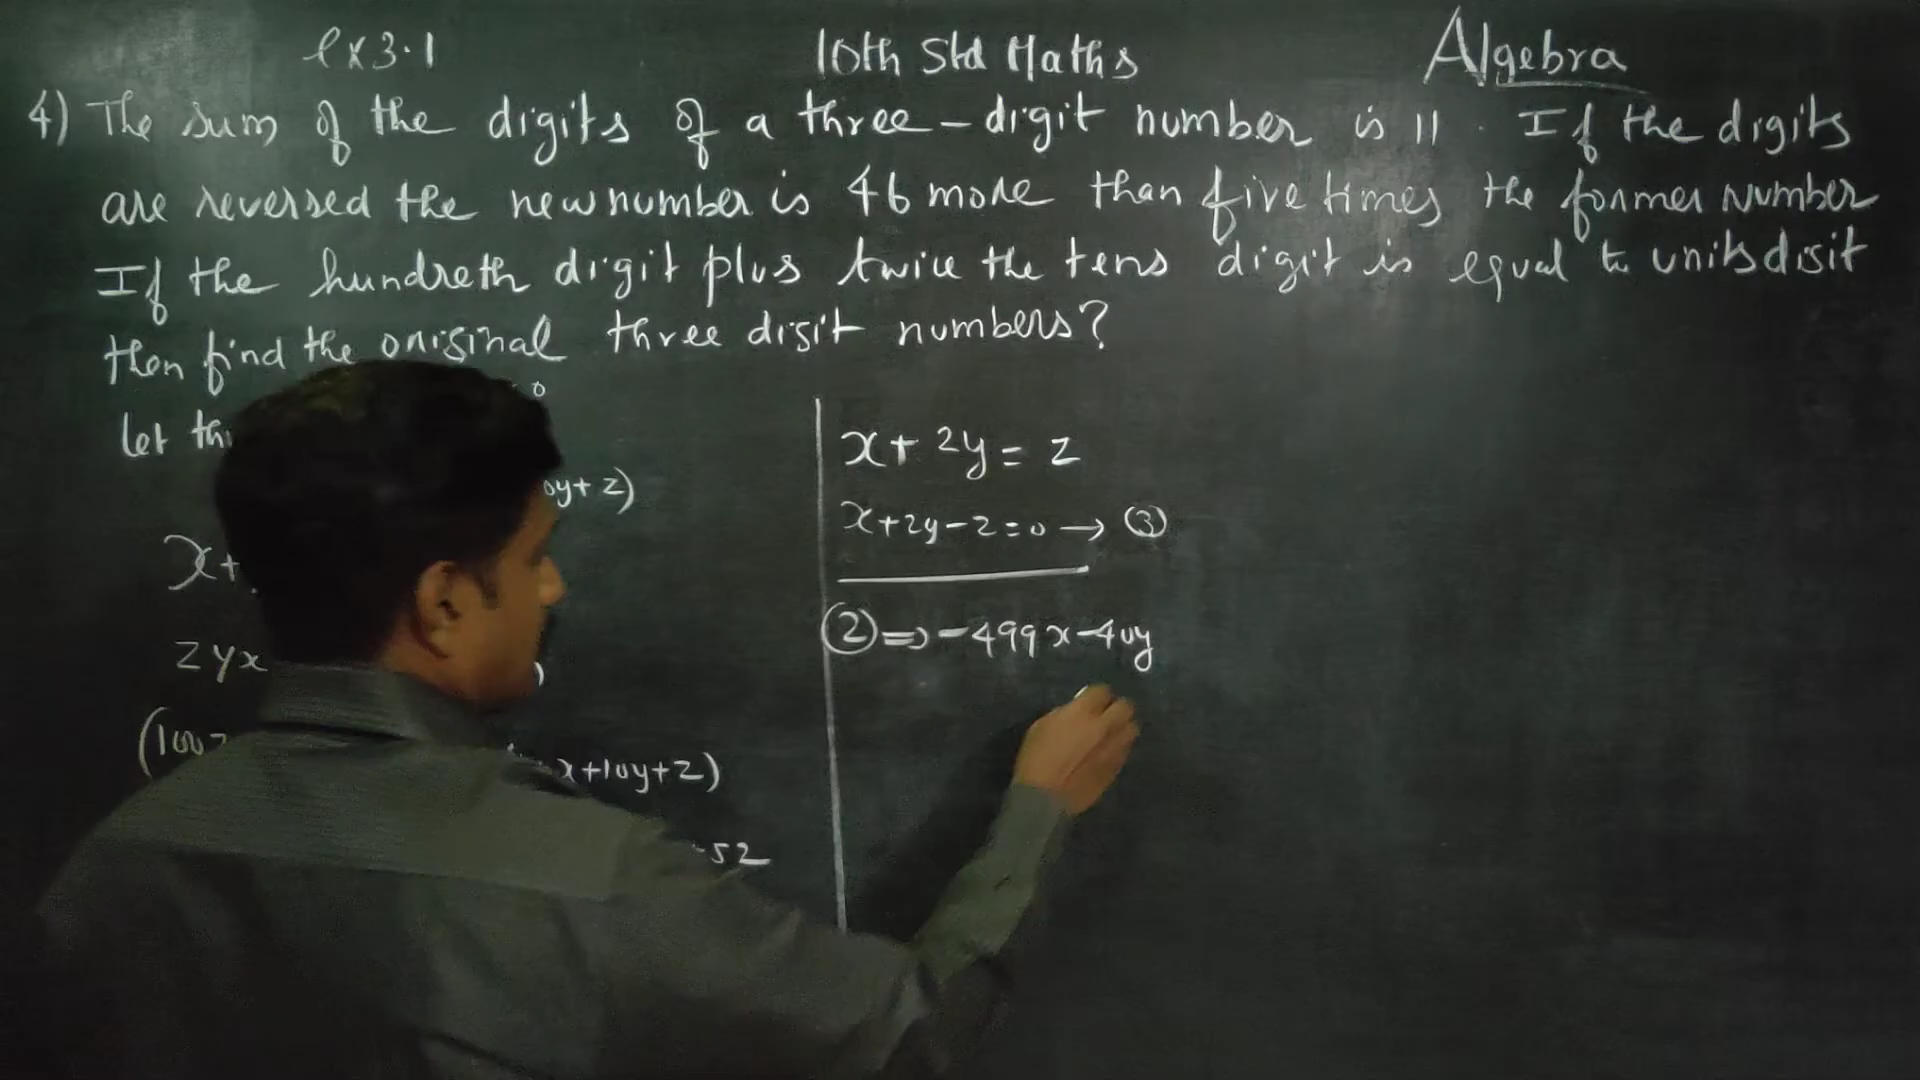 ex 3.1 10th Std Maths Algebra
4) The sum of the digits of a three-digit number is 11. If the digits
are reversed the new number is 46 more than five times the former number
If the hundreth digit plus twice the tens digit is equal to units digit
then find the original three digit numbers?
let
oy+z)
x+
zyx
(100z
x+10y+z)
52
x+2y=z
x+2y-z=0 → ③
② ⇒ -499x-40y